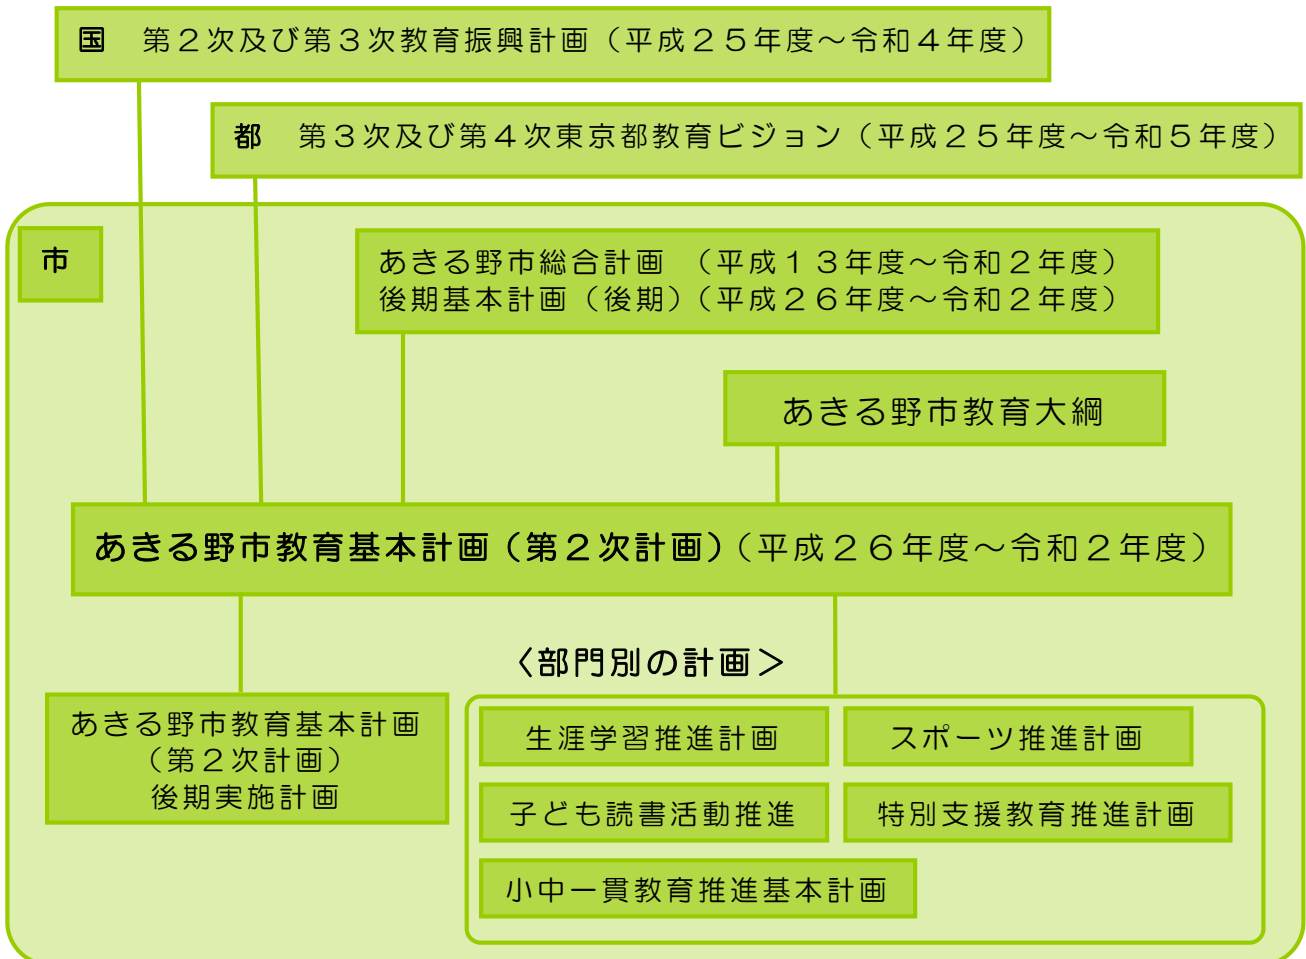 国　第２次及び第３次教育振興計画（平成２５年度～令和４年度）
都　第３次及び第４次東京都教育ビジョン（平成２５年度～令和５年度）
市
あきる野市総合計画　（平成１３年度～令和２年度）
後期基本計画（後期）（平成２６年度～令和２年度）
あきる野市教育大綱
あきる野市教育基本計画（第２次計画）（平成２６年度～令和２年度）
〈部門別の計画＞
あきる野市教育基本計画
（第２次計画）
後期実施計画
生涯学習推進計画
スポーツ推進計画
子ども読書活動推進
特別支援教育推進計画
小中一貫教育推進基本計画